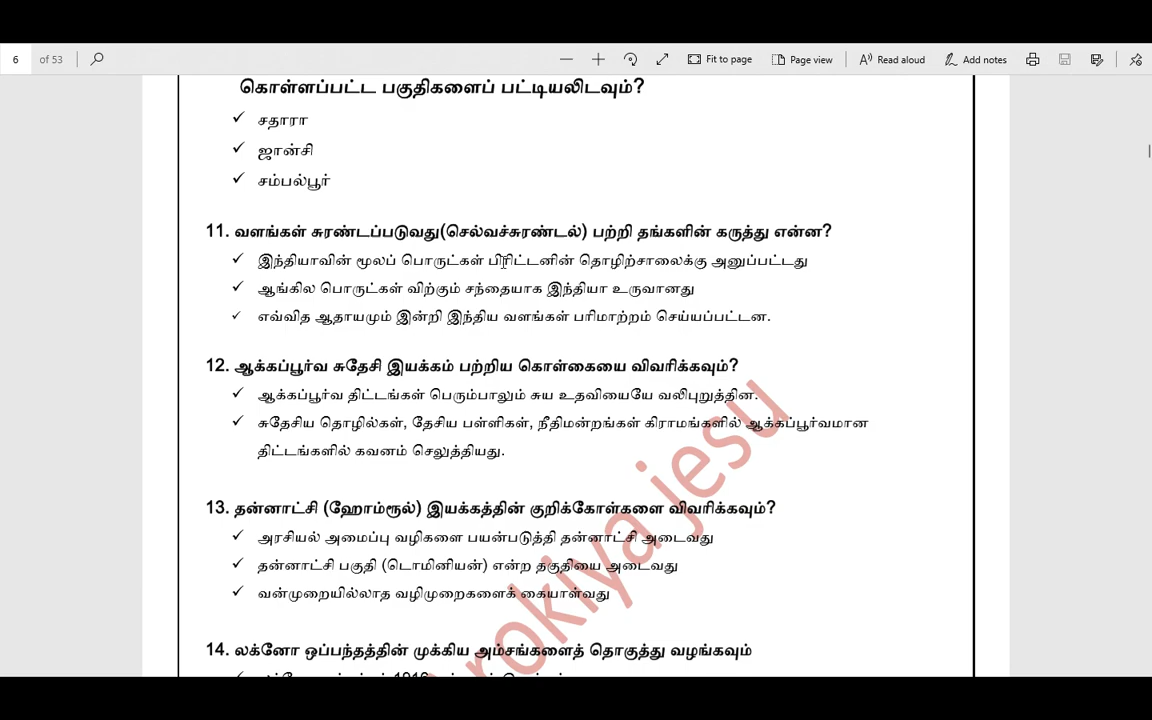 6 of 53 Fit to page Page view Read aloud Add notes
கொள்ளப்பட்ட பகுதிகளைப் பட்டியலிடவும்?
✓ சதாரா
✓ ஜான்சி
✓ சம்பல்பூர்
11. வளங்கள் சுரண்டப்படுவது(செல்வச்சுரண்டல்) பற்றி தங்களின் கருத்து என்ன?
✓ இந்தியாவின் மூலப் பொருட்கள் பிரிட்டனின் தொழிற்சாலைக்கு அனுப்பட்டது
✓ ஆங்கில பொருட்கள் விற்கும் சந்தையாக இந்தியா உருவானது
✓ எவ்வித ஆதாயமும் இன்றி இந்திய வளங்கள் பரிமாற்றம் செய்யப்பட்டன.
12. ஆக்கப்பூர்வ சுதேசி இயக்கம் பற்றிய கொள்கையை விவரிக்கவும்?
✓ ஆக்கப்பூர்வ திட்டங்கள் பெரும்பாலும் சுய உதவியையே வலிபுறுத்தின.
✓ சுதேசிய தொழில்கள், தேசிய பள்ளிகள், நீதிமன்றங்கள் கிராமங்களில் ஆக்கப்பூர்வமான
திட்டங்களில் கவனம் செலுத்தியது.
13. தன்னாட்சி (ஹோம்ரூல்) இயக்கத்தின் குறிக்கோள்களை விவரிக்கவும்?
✓ அரசியல் அமைப்பு வழிகளை பயன்படுத்தி தன்னாட்சி அடைவது
✓ தன்னாட்சி பகுதி (டொமினியன்) என்ற தகுதியை அடைவது
✓ வன்முறையில்லாத வழிமுறைகளைக் கையாள்வது
14. லக்னோ ஒப்பந்தத்தின் முக்கிய அம்சங்களைத் தொகுத்து வழங்கவும்
rokiya jesu